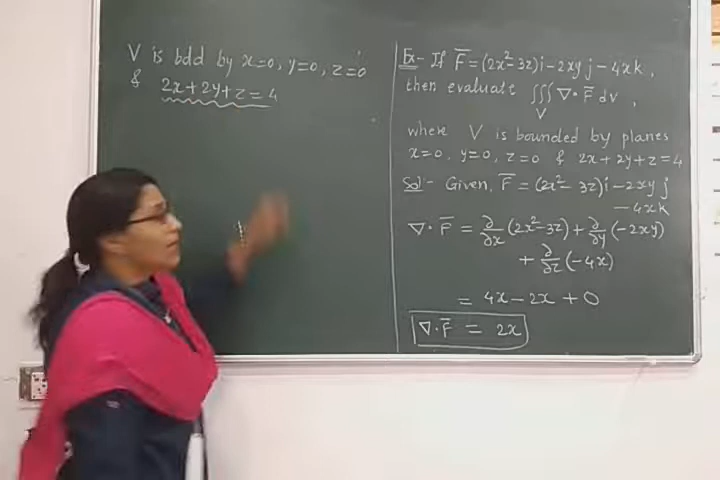 V is bdd by x=0, y=0, z=0
& 2x+2y+z=4
Ex- If F̅ = (2x²-3z)i-2xyj-4xk,
then evaluate ∭ ∇·F̅ dv,
V
where V is bounded by planes
x=0, y=0, z=0 & 2x+2y+z=4
Sol- Given, F̅ = (2x²-3z)i-2xyj
-4xk
∇·F̅ = ∂/∂x (2x²-3z) + ∂/∂y (-2xy)
+ ∂/∂z (-4x)
= 4x-2x+0
∇·F̅ = 2x